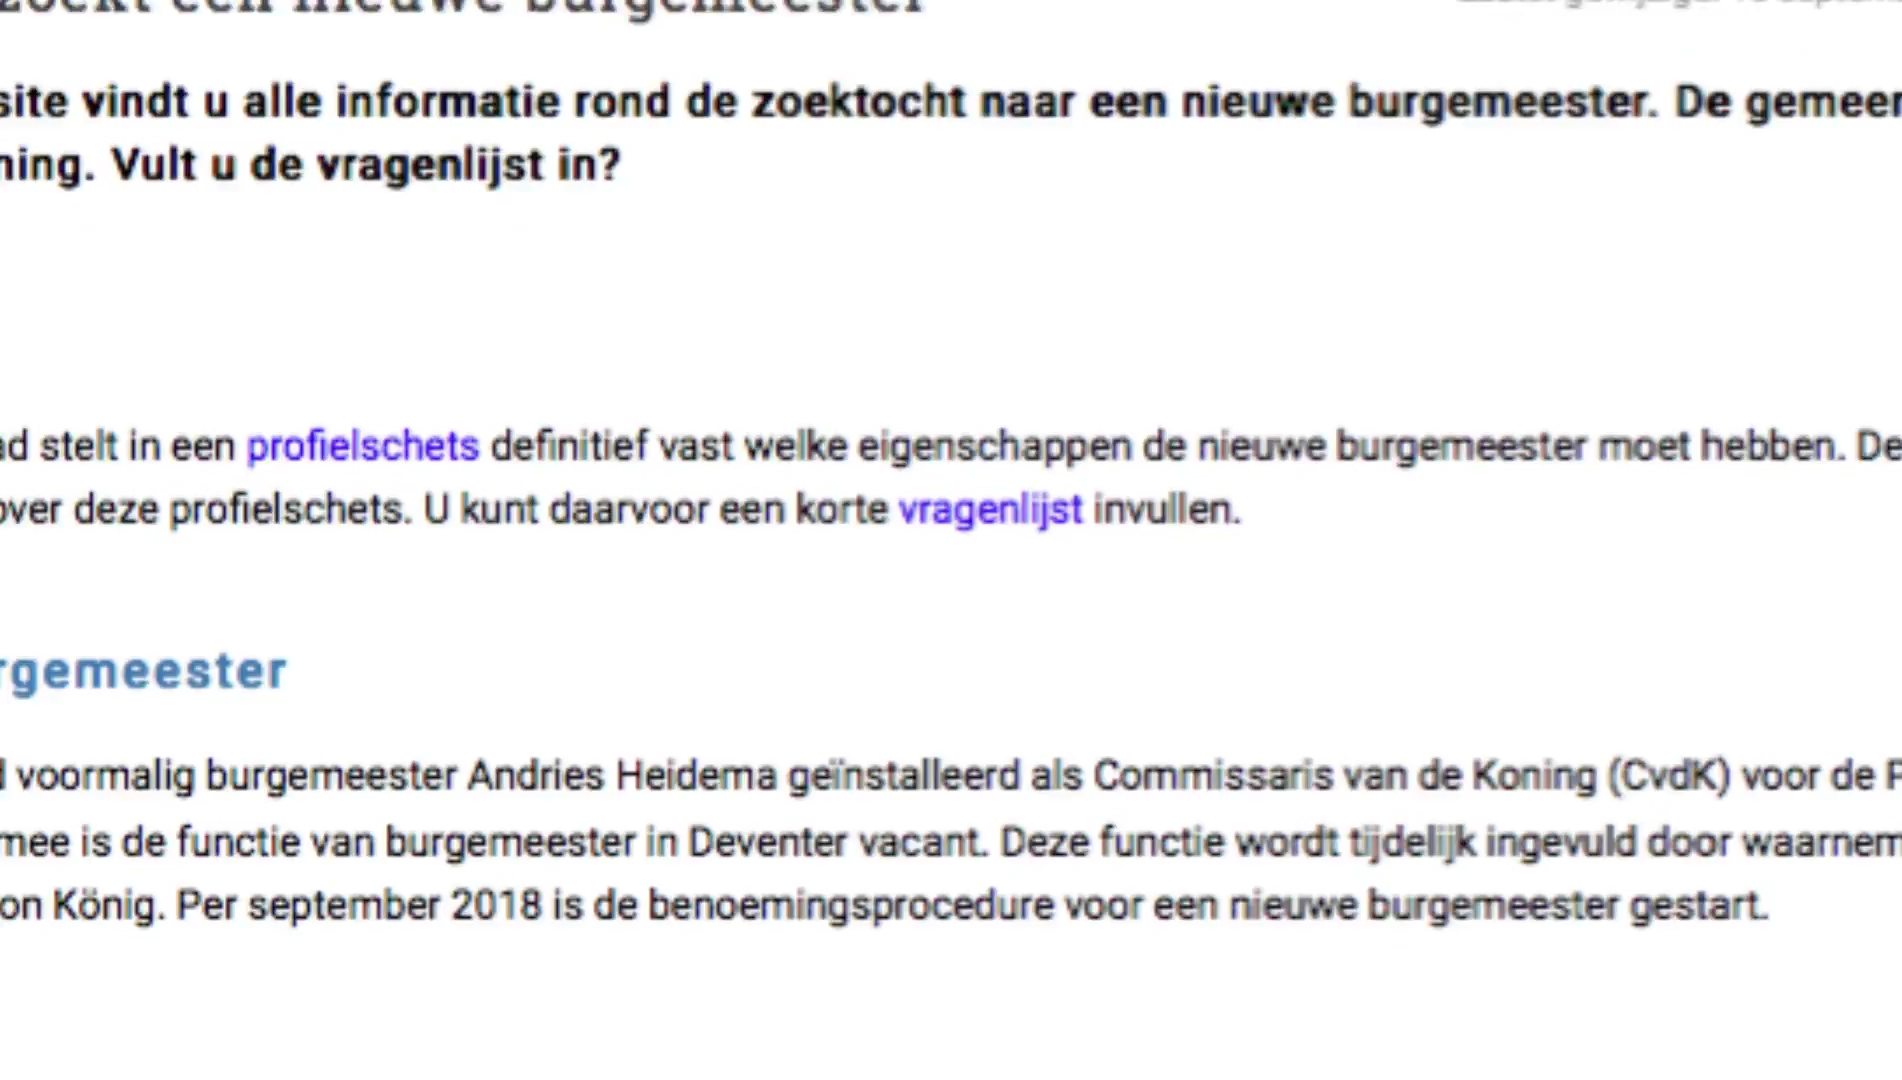 zoekt een nieuwe burgemeester
site vindt u alle informatie rond de zoektocht naar een nieuwe burgemeester. De
Vult u de vragenlijst in?
stelt in een profielschets definitief vast welke eigenschappen de nieuwe burgemeester moet hebben. De
over deze profielschets. U kunt daarvoor een korte vragenlijst invullen.
rgemeester
voormalig burgemeester Andries Heidema geïnstalleerd als Commissaris van de Koning (CvdK) voor de
mee is de functie van burgemeester in Deventer vacant. Deze functie wordt tijdelijk ingevuld door
on König. Per september 2018 is de benoemingsprocedure voor een nieuwe burgemeester gestart.